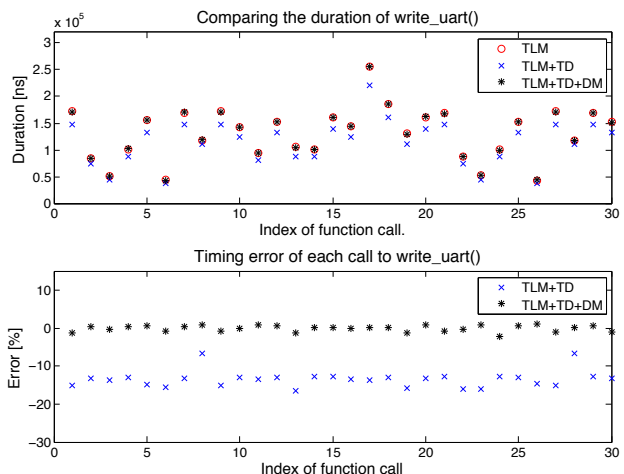 Comparing the duration of write_uart()
x 10^5
Duration [ns]
3
2.5
2
1.5
1
0.5
0
TLM
TLM+TD
TLM+TD+DM
0 5 10 15 20 25 30
Index of function call.
Timing error of each call to write_uart()
Error [%]
10
0
−10
−20
−30
TLM+TD
TLM+TD+DM
0 5 10 15 20 25 30
Index of function call